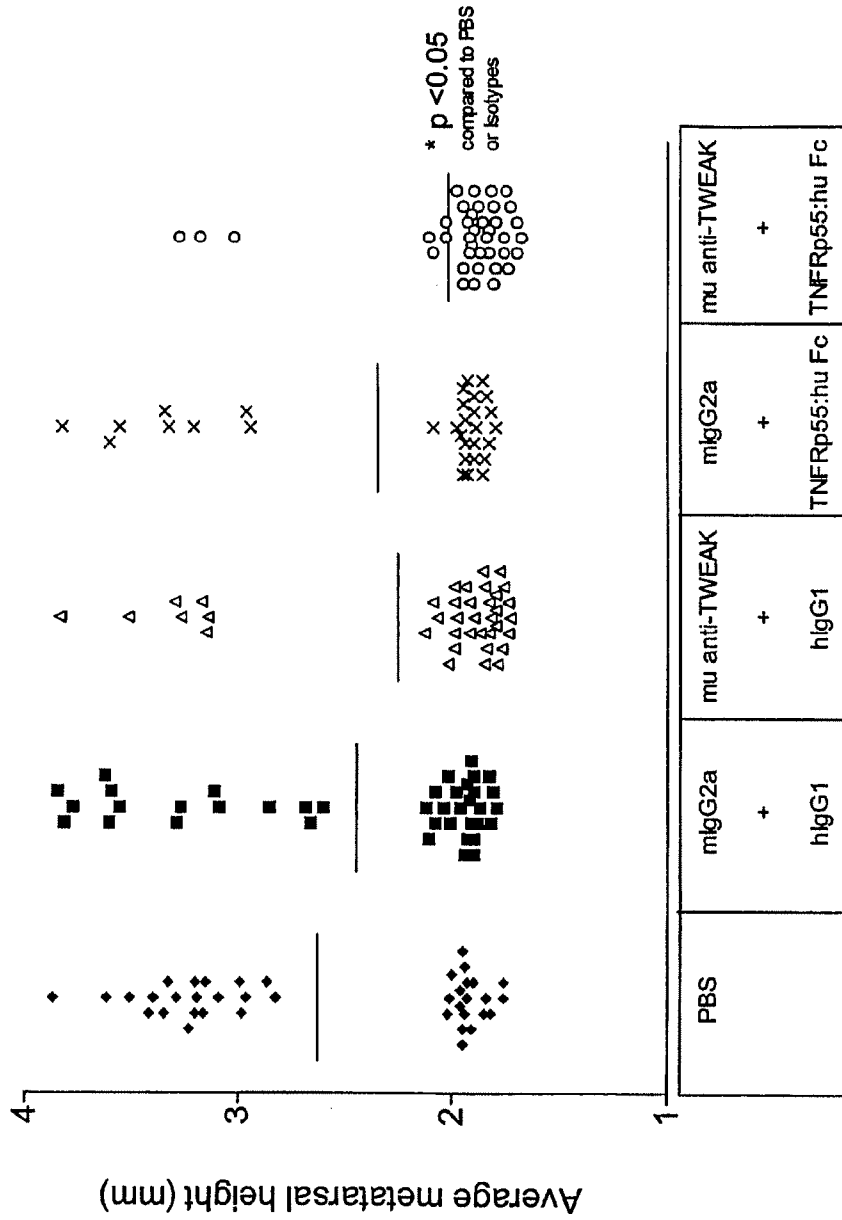 Average metatarsal height (mm)
4
3
2
1
* p <0.05
compared to PBS
or Isotypes
PBS
mIgG2a
+
hIgG1
mu anti-TWEAK
+
hIgG1
mIgG2a
+
TNFRp55:hu Fc
mu anti-TWEAK
+
TNFRp55:hu Fc